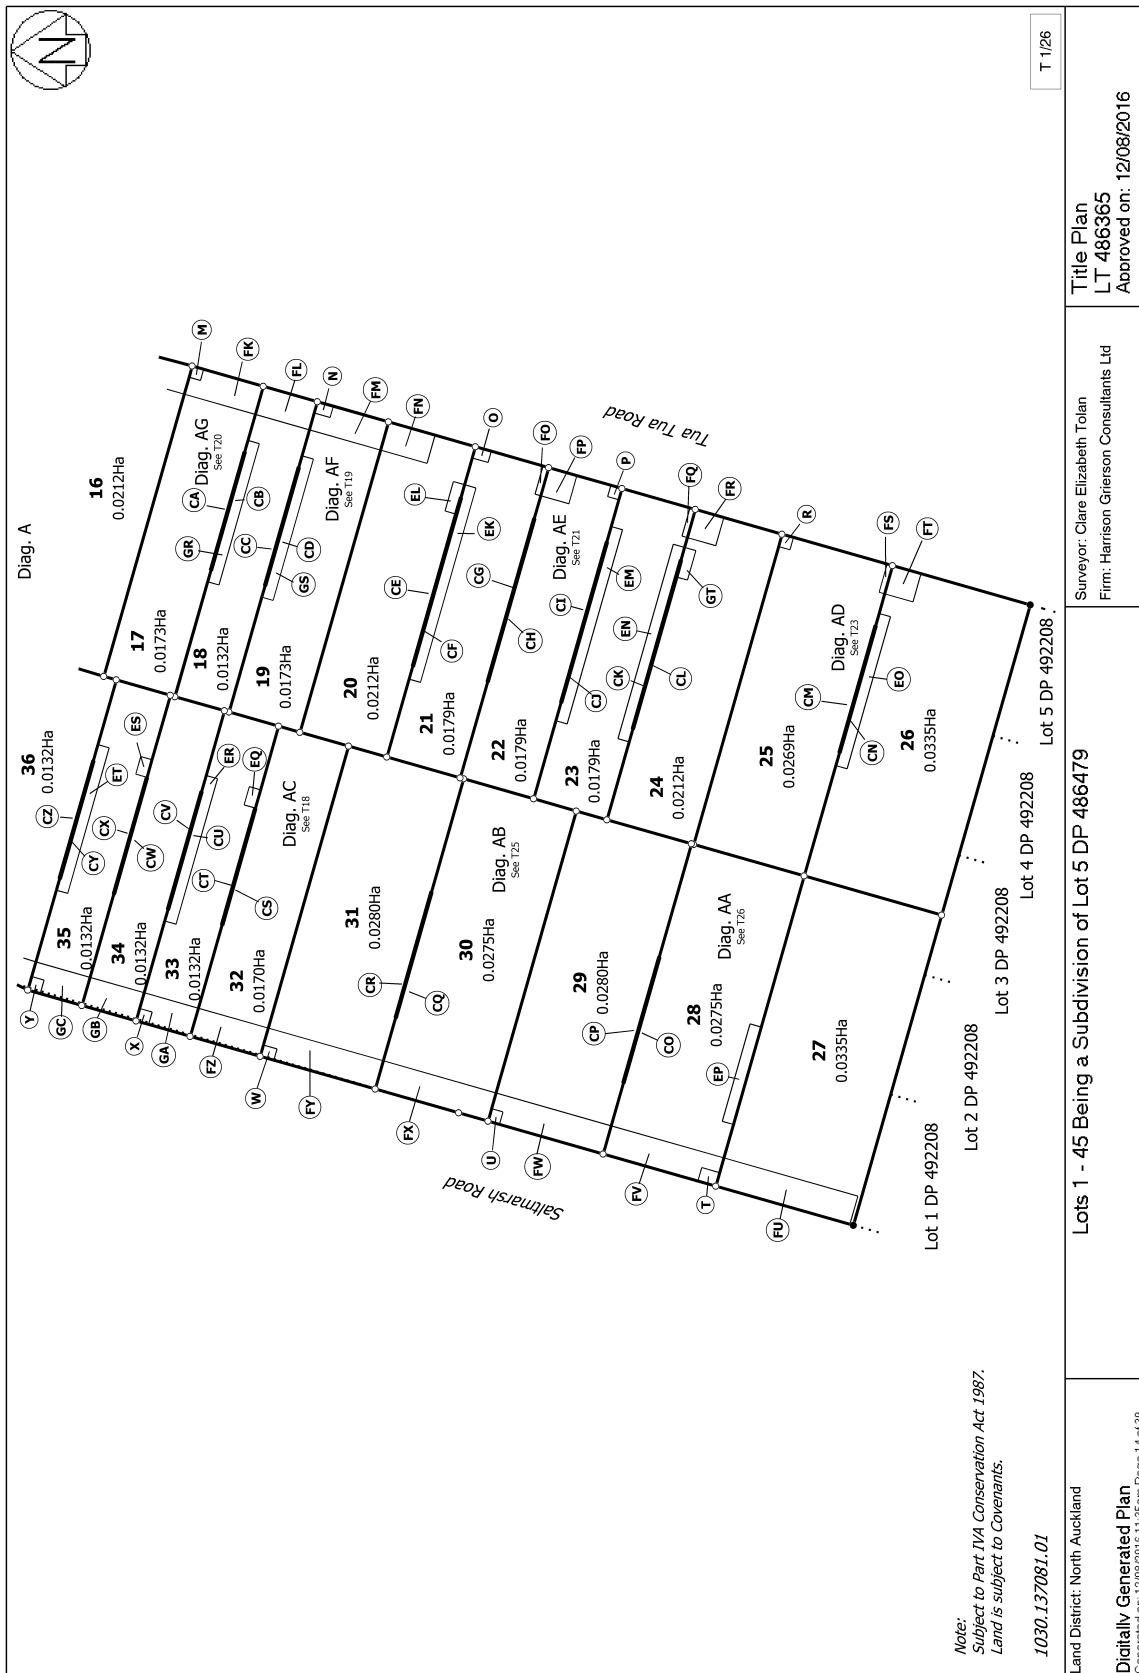 N
Diag. A
T 1/26
16
0.0212Ha
36
0.0132Ha
17
0.0173Ha
Diag. AG
See T20
18
0.0132Ha
19
0.0173Ha
Diag. AF
See T19
20
0.0212Ha
21
0.0179Ha
22
0.0179Ha
Diag. AE
See T21
23
0.0179Ha
24
0.0212Ha
25
0.0269Ha
Diag. AD
See T23
26
0.0335Ha
35
0.0132Ha
34
0.0132Ha
33
0.0132Ha
32
0.0170Ha
Diag. AC
See T18
31
0.0280Ha
30
0.0275Ha
Diag. AB
See T25
29
0.0280Ha
28
0.0275Ha
Diag. AA
See T26
27
0.0335Ha
M
FK
FL
N
FM
FN
O
FO
FP
P
FQ
FR
R
FS
FT
CA
GR
CB
CC
CD
GS
EL
EK
CE
CF
CG
CH
CI
EM
CJ
EN
CK
GT
CL
CM
CN
EO
CZ
ET
CY
ES
CX
CW
ER
CV
CU
EQ
CT
CS
CR
CQ
CP
CO
EP
Y
GC
GB
X
GA
FZ
W
FY
FX
U
FW
FV
T
FU
Tua Tua Road
Saltmarsh Road
Lot 1 DP 492208
Lot 2 DP 492208
Lot 3 DP 492208
Lot 4 DP 492208
Lot 5 DP 492208
Note:
Subject to Part IVA Conservation Act 1987.
Land is subject to Covenants.
1030.137081.01
Land District: North Auckland
Digitally Generated Plan
Generated on: 12/08/2016 11:35am Page 14 of 39
Lots 1 - 45 Being a Subdivision of Lot 5 DP 486479
Surveyor: Clare Elizabeth Tolan
Firm: Harrison Grierson Consultants Ltd
Title Plan
LT 486365
Approved on: 12/08/2016